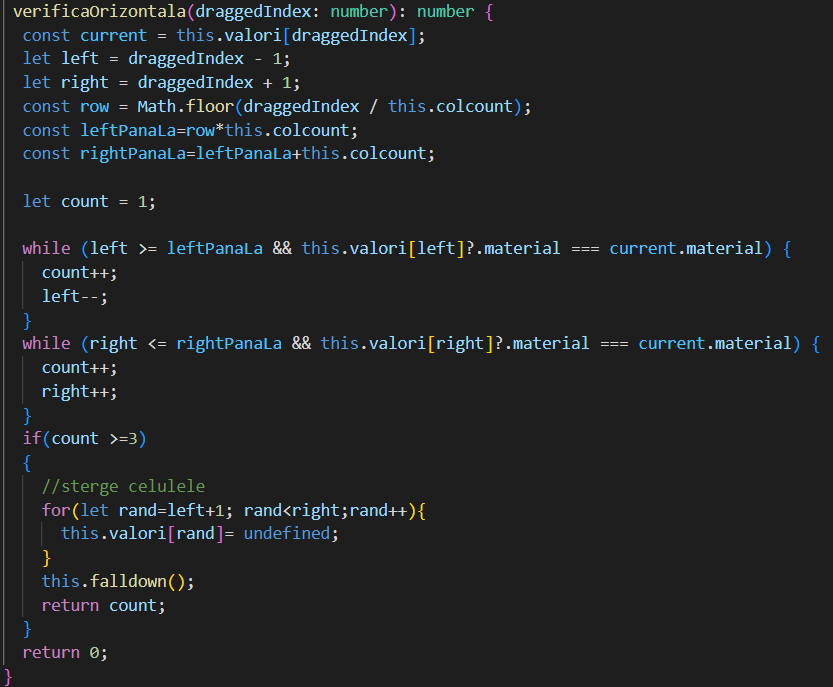 verificaOrizontala(draggedIndex: number): number {
const current = this.valori[draggedIndex];
let left = draggedIndex - 1;
let right = draggedIndex + 1;
const row = Math.floor(draggedIndex / this.colcount);
const leftPanaLa=row*this.colcount;
const rightPanaLa=leftPanaLa+this.colcount;
let count = 1;
while (left >= leftPanaLa && this.valori[left]?.material === current.material) {
count++;
left--;
}
while (right <= rightPanaLa && this.valori[right]?.material === current.material) {
count++;
right++;
}
if(count >=3)
{
//sterge celulele
for(let rand=left+1; rand<right;rand++){
this.valori[rand]= undefined;
}
this.falldown();
return count;
}
return 0;
}